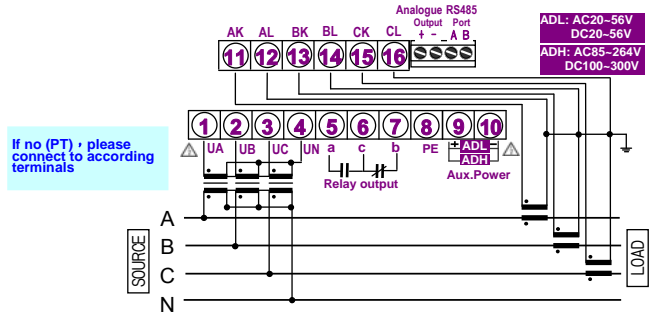 Analogue RS485
Output Port
+ - A B
ADL: AC20~56V
DC20~56V
ADH: AC85~264V
DC100~300V
AK AL BK BL CK CL
11 12 13 14 15 16
1 2 3 4 5 6 7 8 9 10
UA UB UC UN a c b PE + ADL -
ADH
Relay output
Aux.Power
If no (PT)，please
connect to according
terminals
A
B
C
N
SOURCE
LOAD